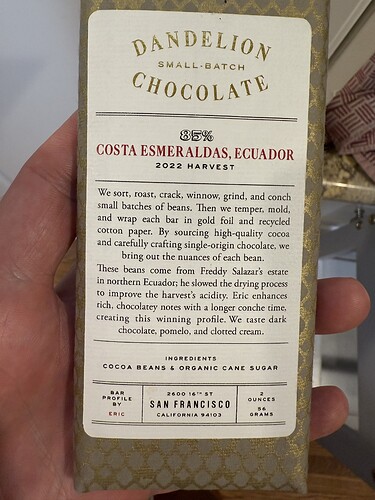 DANDELION
SMALL-BATCH
CHOCOLATE
85%
COSTA ESMERALDAS, ECUADOR
2022 HARVEST
We sort, roast, crack, winnow, grind, and conch
small batches of beans. Then we temper, mold,
and wrap each bar in gold foil and recycled
cotton paper. By sourcing high-quality cocoa
and carefully crafting single-origin chocolate, we
bring out the nuances of each bean.
These beans come from Freddy Salazar's estate
in northern Ecuador; he slowed the drying process
to improve the harvest's acidity. Eric enhances
rich, chocolatey notes with a longer conche time,
creating this winning profile. We taste dark
chocolate, pomelo, and clotted cream.
INGREDIENTS
COCOA BEANS & ORGANIC CANE SUGAR
BAR
PROFILE
BY
ERIC
2600 16TH ST
SAN FRANCISCO
CALIFORNIA 94103
2
OUNCES
56
GRAMS